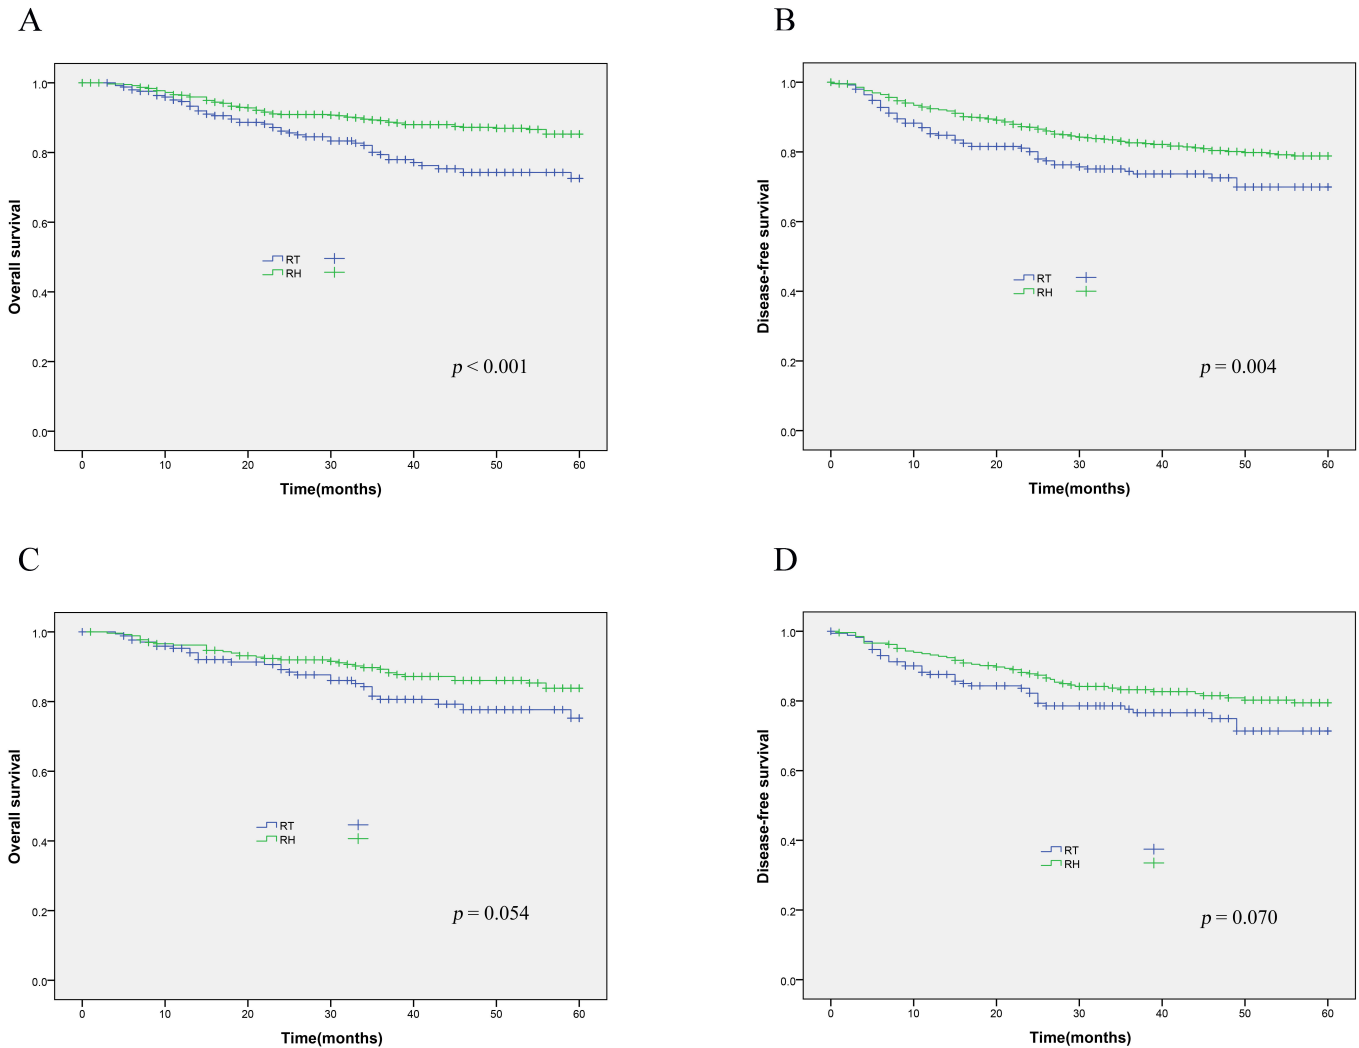 A
1.0
0.8
0.6
0.4
0.2
0.0
Overall survival
RT
RH
p < 0.001
0 10 20 30 40 50 60
Time(months)
B
1.0
0.8
0.6
0.4
0.2
0.0
Disease-free survival
RT
RH
p = 0.004
0 10 20 30 40 50 60
Time(months)
C
1.0
0.8
0.6
0.4
0.2
0.0
Overall survival
RT
RH
p = 0.054
0 10 20 30 40 50 60
Time(months)
D
1.0
0.8
0.6
0.4
0.2
0.0
Disease-free survival
RT
RH
p = 0.070
0 10 20 30 40 50 60
Time(months)